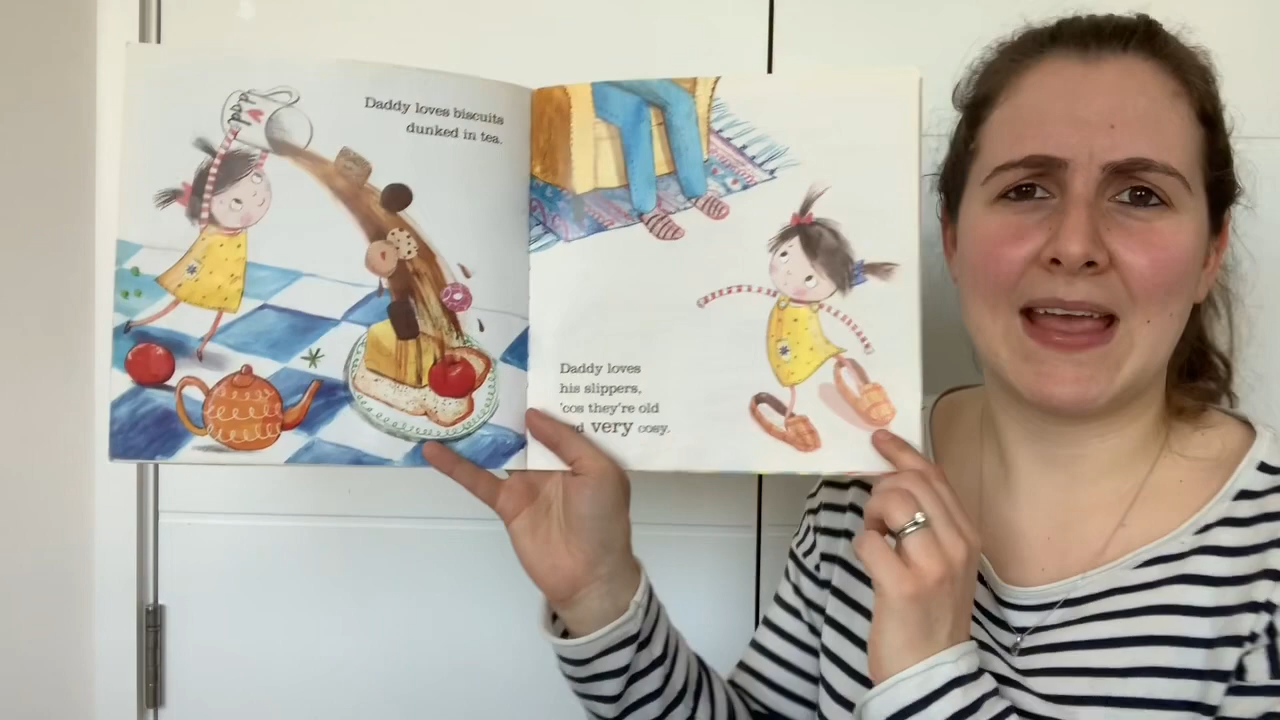 Daddy loves biscuits
dunked in tea.
Daddy loves
his slippers,
'cos they're old
very cosy.